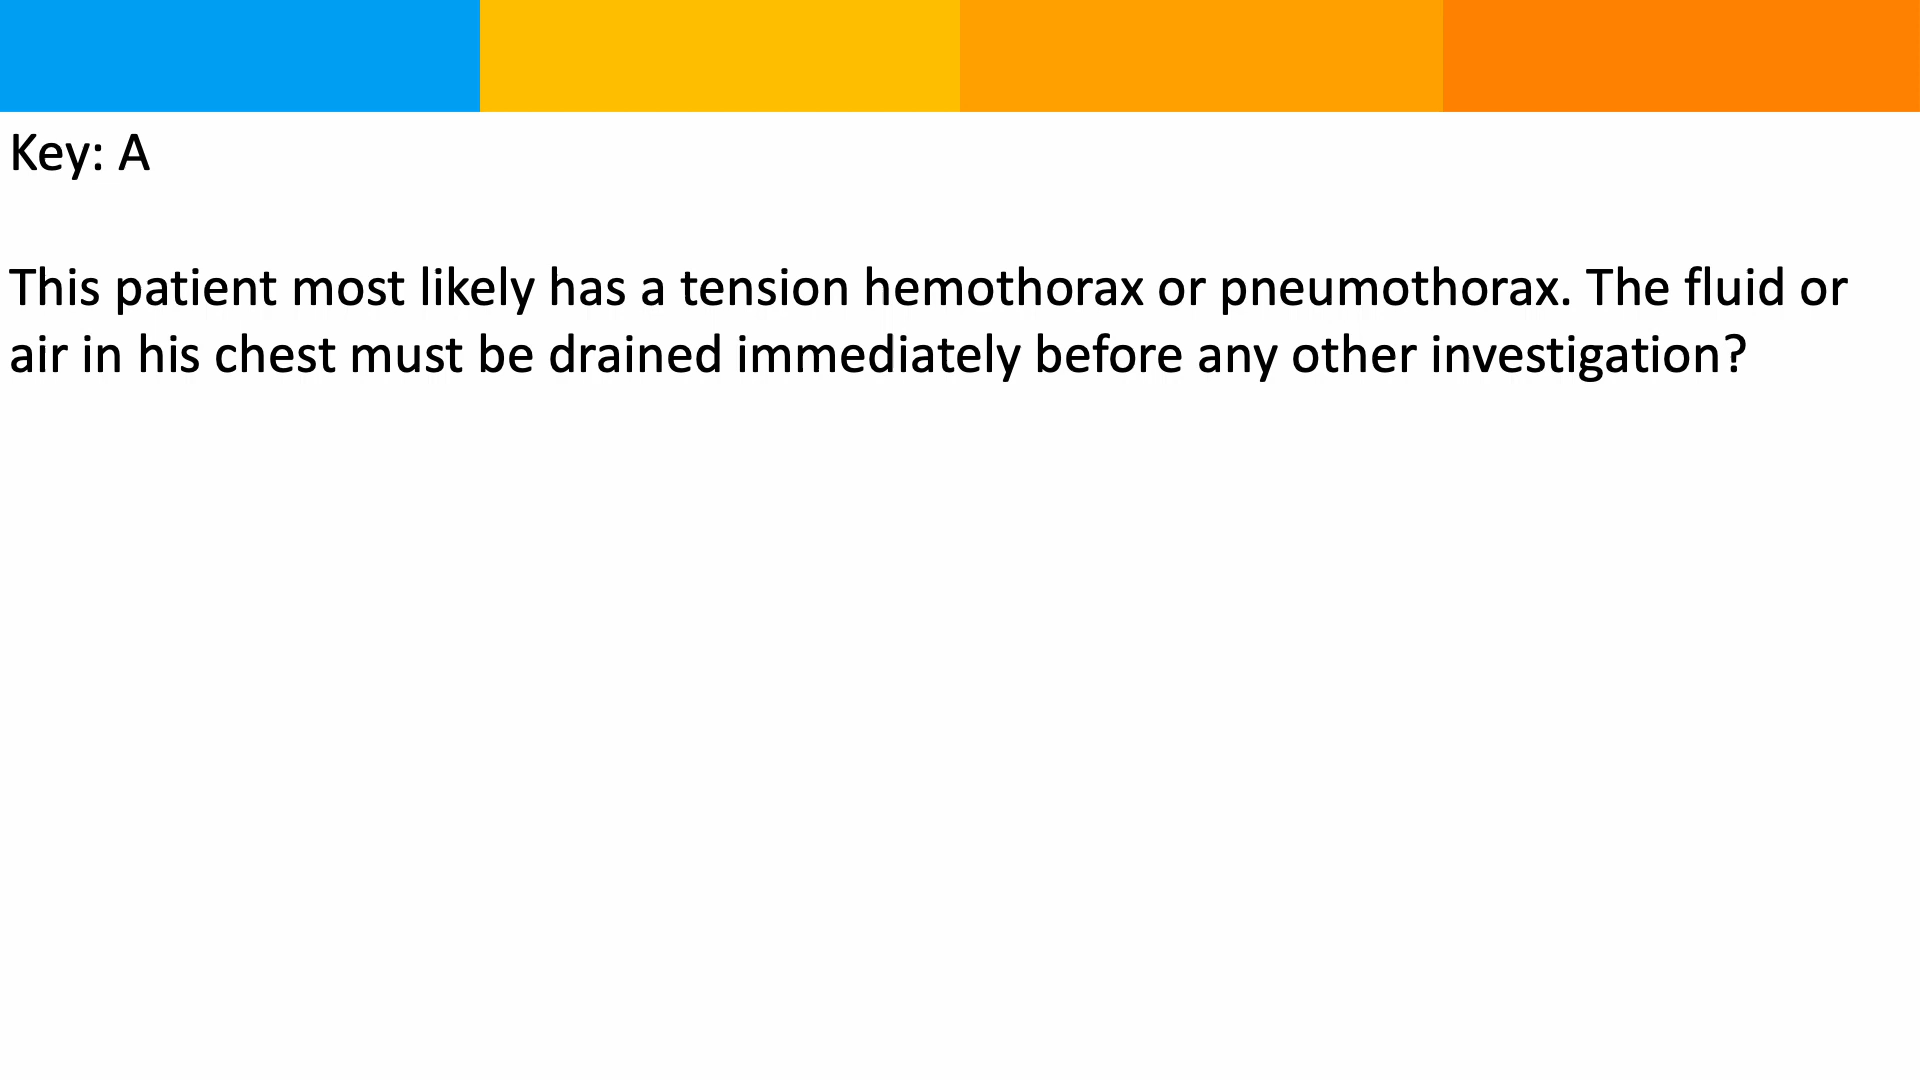 Key: A
This patient most likely has a tension hemothorax or pneumothorax. The fluid or
air in his chest must be drained immediately before any other investigation?